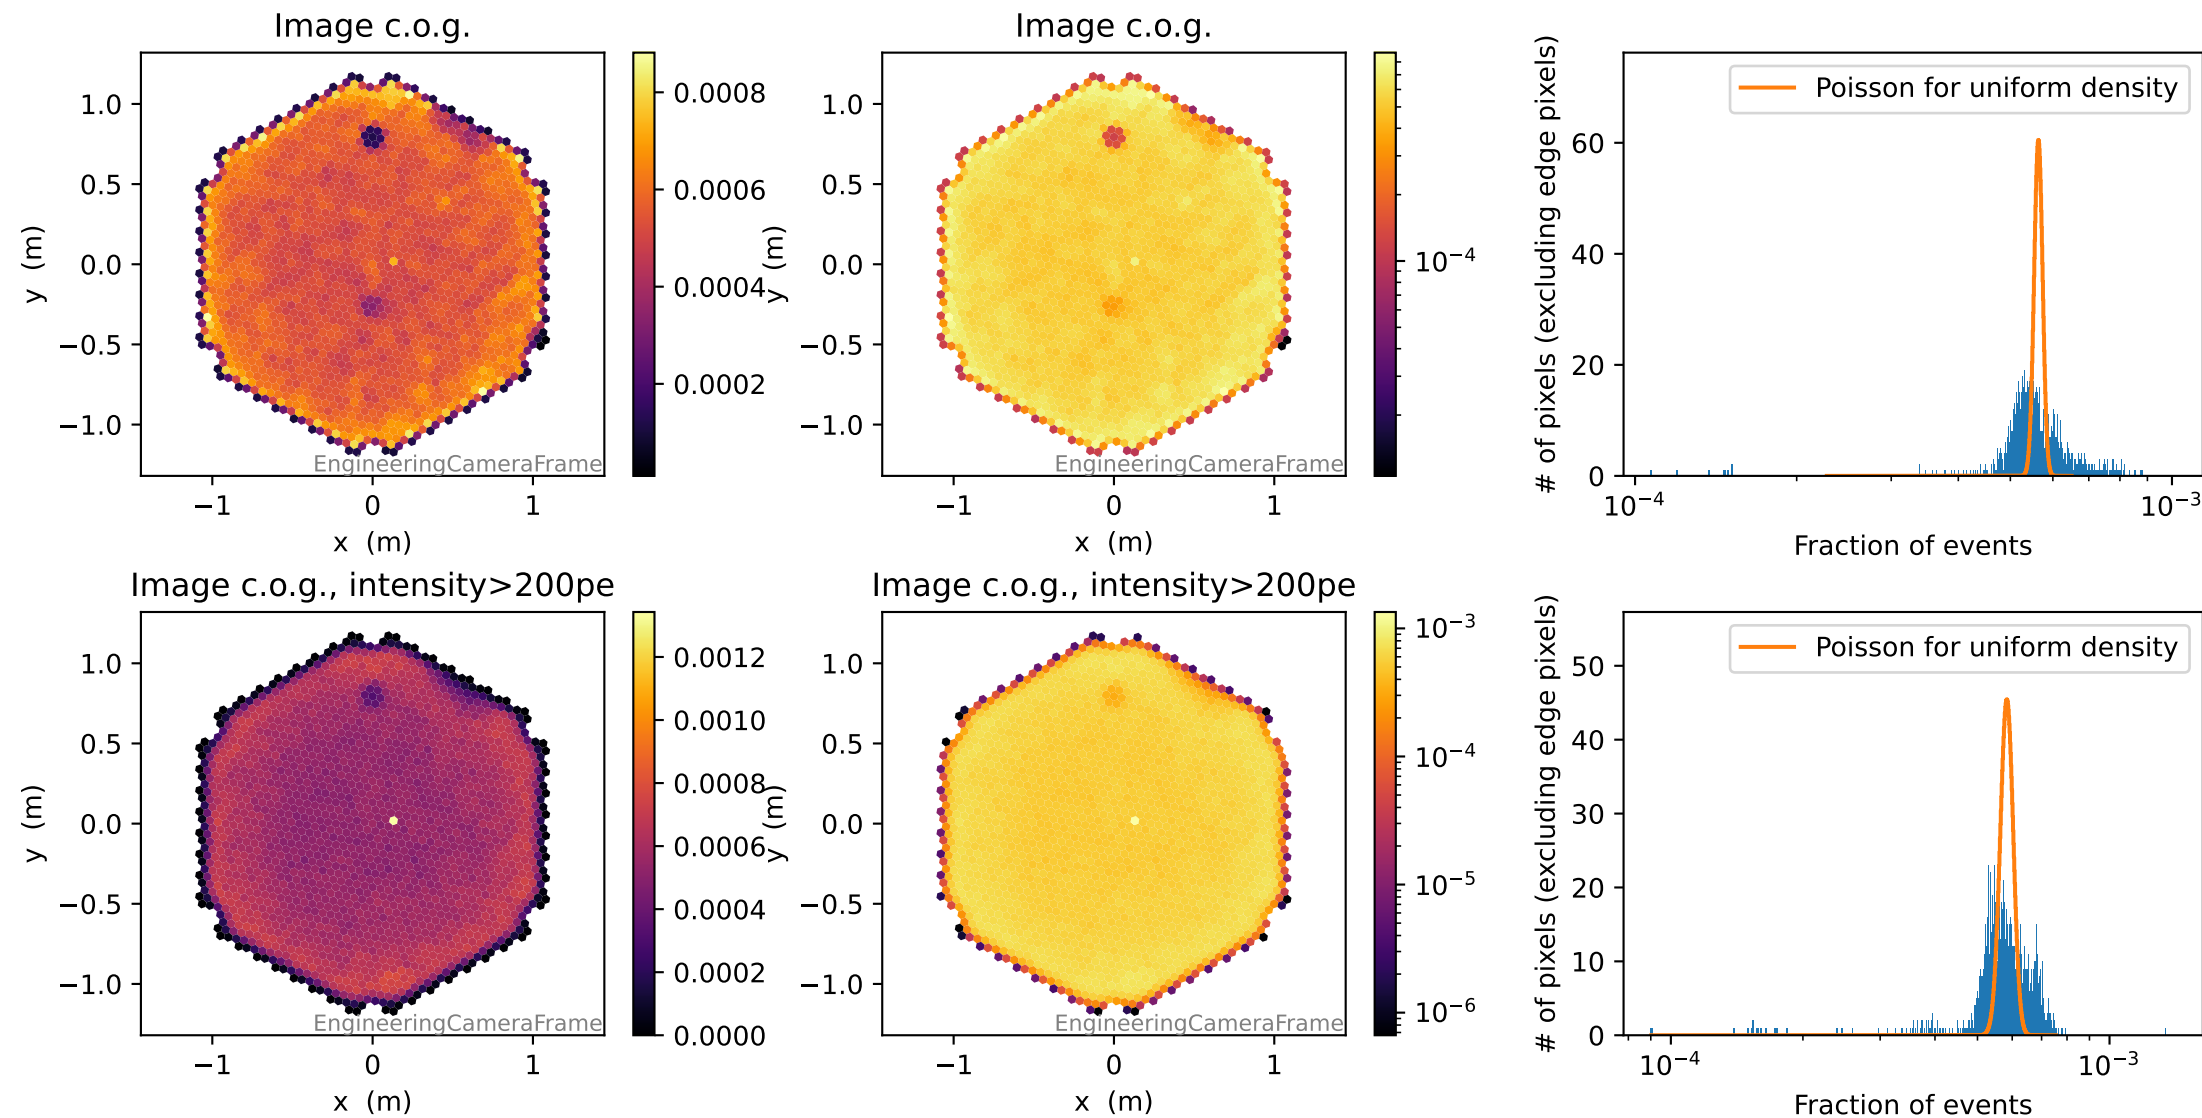 Image c.o.g.
1.0
0.5
0.0
−0.5
−1.0
y (m)
−1
0
1
x (m)
EngineeringCameraFrame
0.0008
0.0006
0.0004
0.0002
Image c.o.g.
1.0
0.5
0.0
−0.5
−1.0
y (m)
−1
0
1
x (m)
EngineeringCameraFrame
10⁻⁴
Poisson for uniform density
# of pixels (excluding edge pixels)
60
40
20
0
10⁻⁴
10⁻³
Fraction of events
Image c.o.g., intensity>200pe
1.0
0.5
0.0
−0.5
−1.0
y (m)
−1
0
1
x (m)
EngineeringCameraFrame
0.0012
0.0010
0.0008
0.0006
0.0004
0.0002
0.0000
Image c.o.g., intensity>200pe
1.0
0.5
0.0
−0.5
−1.0
y (m)
−1
0
1
x (m)
EngineeringCameraFrame
10⁻³
10⁻⁴
10⁻⁵
10⁻⁶
Poisson for uniform density
# of pixels (excluding edge pixels)
50
40
30
20
10
0
10⁻⁴
10⁻³
Fraction of events